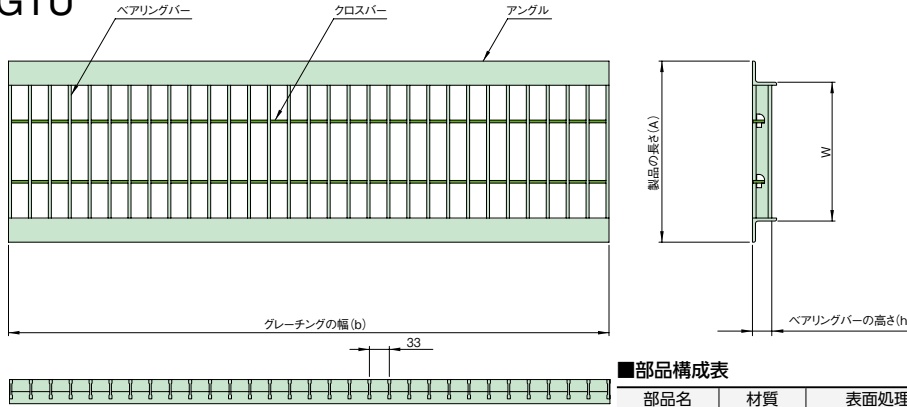 ベアリングバー
クロスバー
アングル
製品の長さ(A)
W
グレーチングの幅(b)
ベアリングバーの高さ(h
33
■部品構成表
部品名
材質
表面処理